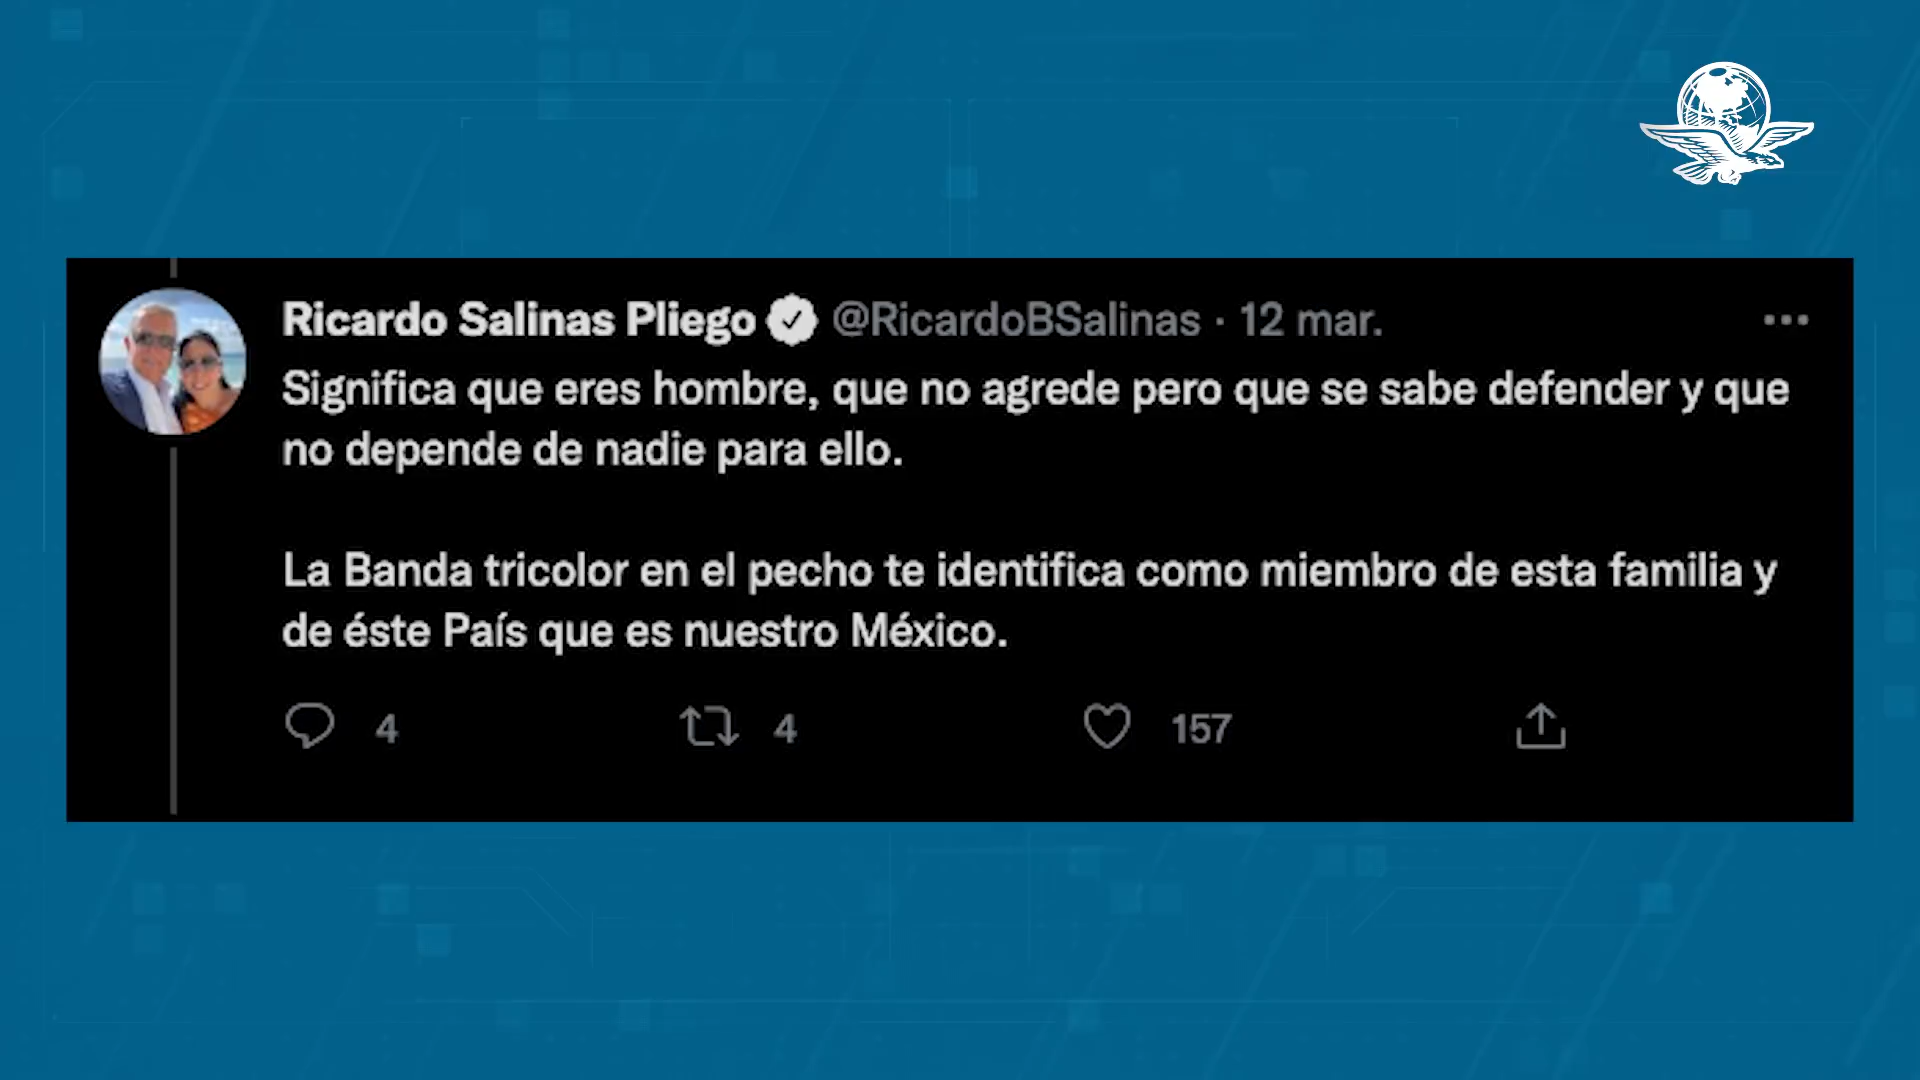 Ricardo Salinas Pliego @RicardoBSalinas · 12 mar.
Significa que eres hombre, que no agrede pero que se sabe defender y que
no depende de nadie para ello.
La Banda tricolor en el pecho te identifica como miembro de esta familia y
de éste País que es nuestro México.
4 4 157